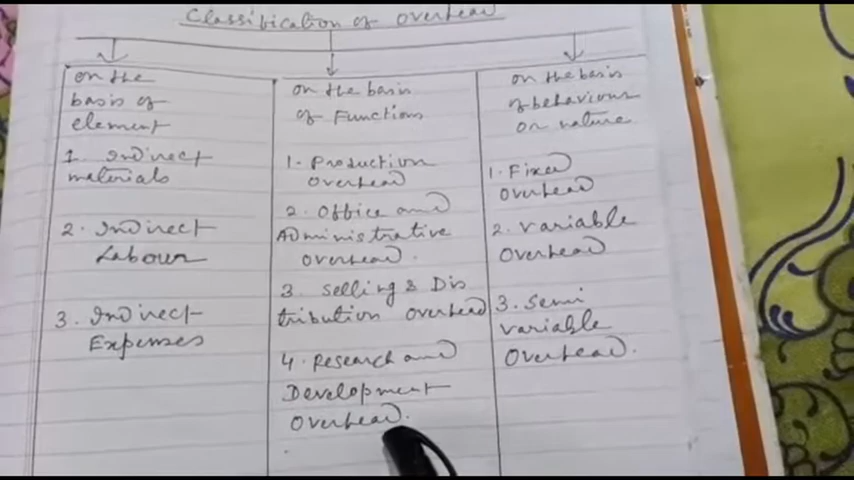 Classification of overhead
on the
basis of
element
1. Indirect
materials
2. Indirect
Labour
3. Indirect
Expenses
on the basis
of Functions
1. Production
overhead
2. Office and
Administrative
overhead.
3. Selling & Dis
tribution overhead
4. Research and
Development
overhead.
on the basis
of behaviour
or nature
1. Fixed
overhead
2. variable
overhead
3. Semi
variable
overhead.